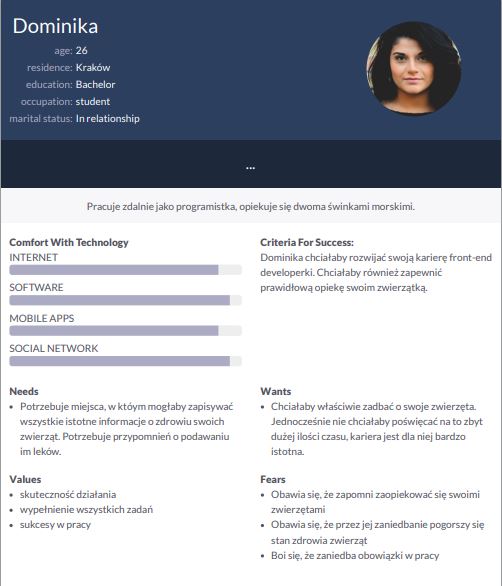 Dominika
age: 26
residence: Kraków
education: Bachelor
occupation: student
marital status: In relationship
...
Pracuje zdalnie jako programistka, opiekuje się dwoma świnkami morskimi.
Comfort With Technology
INTERNET
SOFTWARE
MOBILE APPS
SOCIAL NETWORK
Criteria For Success:
Dominika chciałaby rozwijać swoją karierę front-end
developerki. Chciałaby również zapewnić
prawidłową opiekę swoim zwierzątką.
Needs
• Potrzebuje miejsca, w któym mogłaby zapisywać
wszystkie istotne informacje o zdrowiu swoich
zwierząt. Potrzebuje przypomnień o podawaniu
im leków.
Wants
• Chciałaby właściwie zadbać o swoje zwierzęta.
Jednocześnie nie chciałaby poświęcać na to zbyt
dużej ilości czasu, kariera jest dla niej bardzo
istotna.
Values
• skuteczność działania
• wypełnienie wszystkich zadań
• sukcesy w pracy
Fears
• Obawia się, że zapomni zaopiekować się swoimi
zwierzętami
• Obawia się, że przez jej zaniedbanie pogorszy się
stan zdrowia zwierząt
• Boi się, że zaniedba obowiązki w pracy